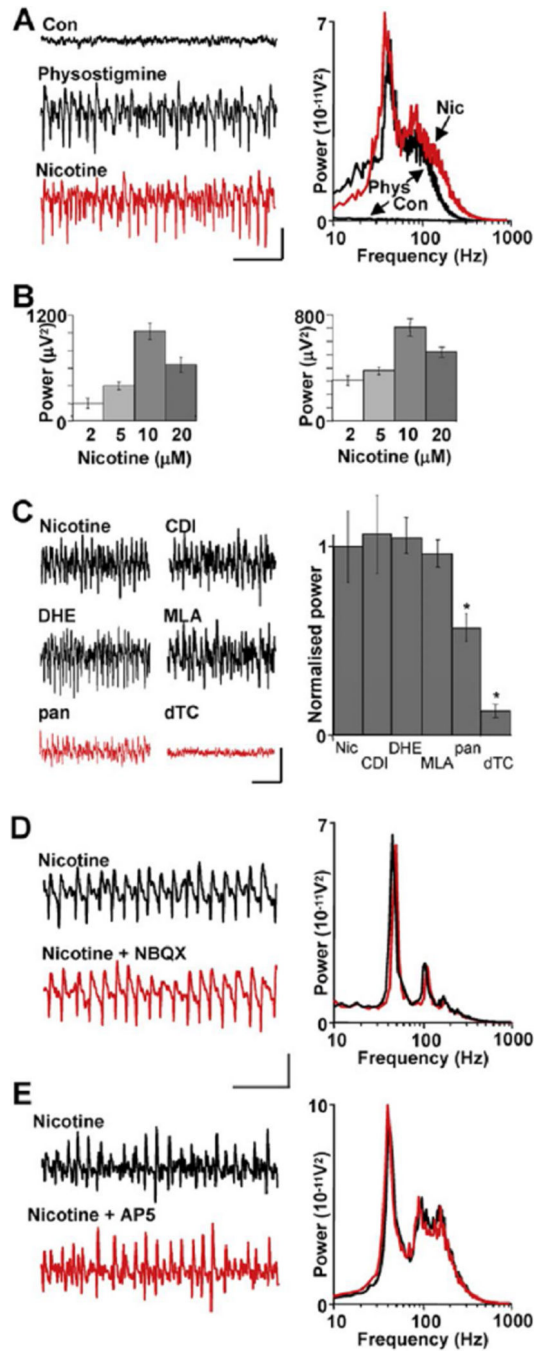 A
Con
Physostigmine
Nicotine
Power (10-11V2)
7
0
Nic
Phys
Con
10 100 1000
Frequency (Hz)
B
Power (μV2)
1200
0
2 5 10 20
Nicotine (μM)
Power (μV2)
800
0
2 5 10 20
Nicotine (μM)
C
Nicotine CDI
DHE MLA
pan dTC
Normalised power
1
0
* *
Nic DHE pan
CDI MLA dTC
D
Nicotine
Nicotine + NBQX
Power (10-11V2)
7
0
10 100 1000
Frequency (Hz)
E
Nicotine
Nicotine + AP5
Power (10-11V2)
10
0
10 100 1000
Frequency (Hz)